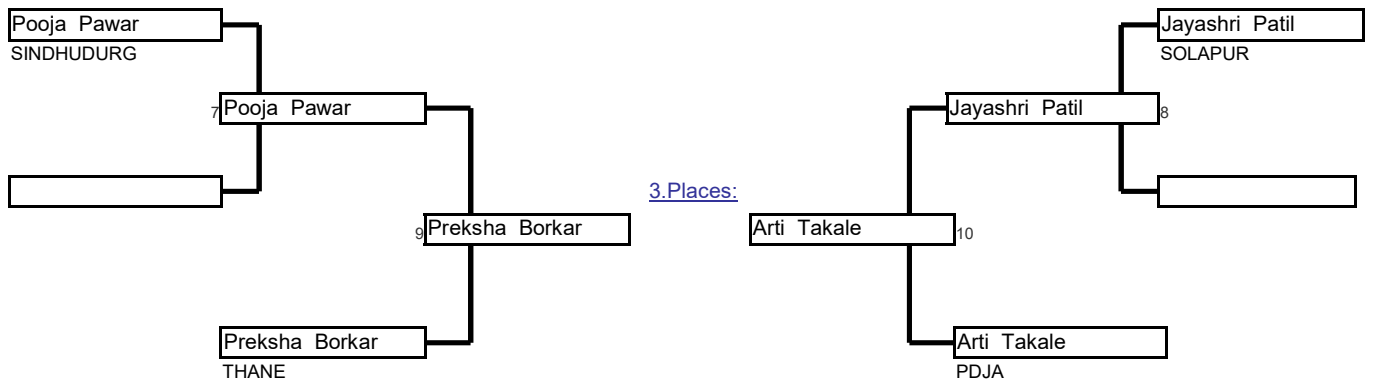 Pooja Pawar
SINDHUDURG
Jayashri Patil
SOLAPUR
7 Pooja Pawar
Jayashri Patil 8
3.Places:
9 Preksha Borkar
Arti Takale 10
Preksha Borkar
THANE
Arti Takale
PDJA